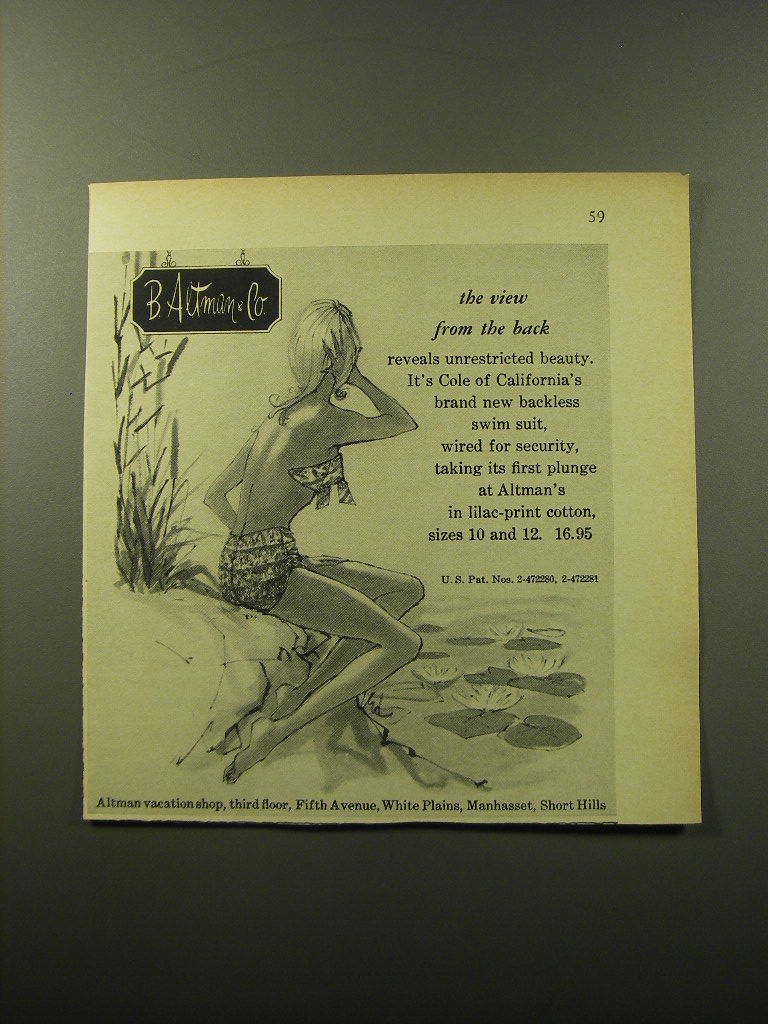 59
B Altman & Co.
the view
from the back
reveals unrestricted beauty.
It's Cole of California's
brand new backless
swim suit,
wired for security,
taking its first plunge
at Altman's
in lilac-print cotton,
sizes 10 and 12. 16.95
U. S. Pat. Nos. 2-472280, 2-472281
Altman vacation shop, third floor, Fifth Avenue, White Plains, Manhasset, Short Hills